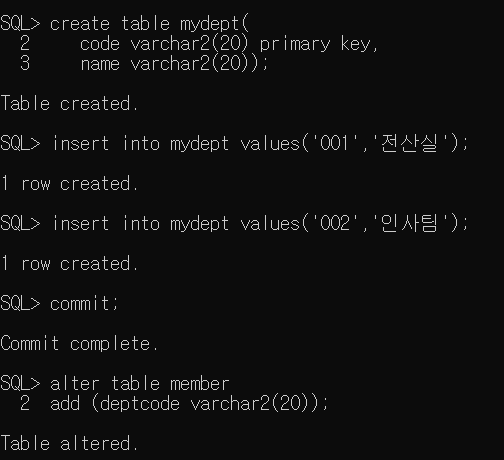 SQL> create table mydept(
  2     code varchar2(20) primary key,
  3     name varchar2(20));
Table created.
SQL> insert into mydept values('001','전산실');
1 row created.
SQL> insert into mydept values('002','인사팀');
1 row created.
SQL> commit;
Commit complete.
SQL> alter table member
  2  add (deptcode varchar2(20));
Table altered.